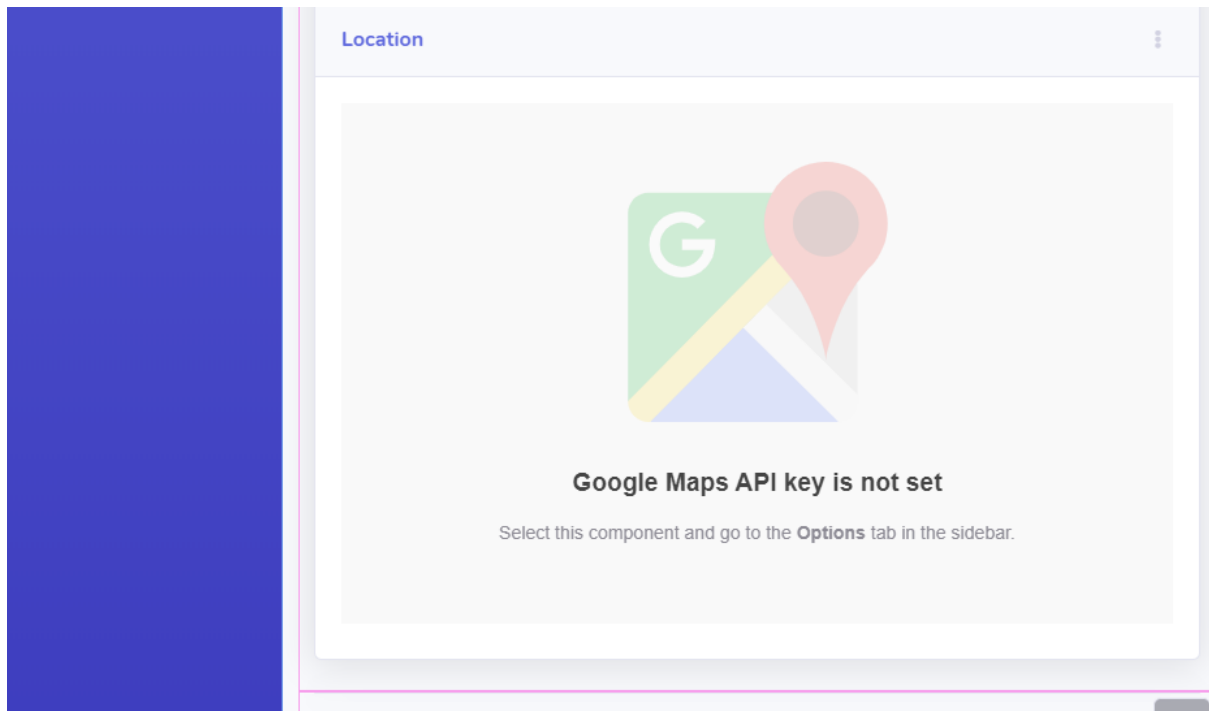 Location
G
Google Maps API key is not set
Select this component and go to the Options tab in the sidebar.